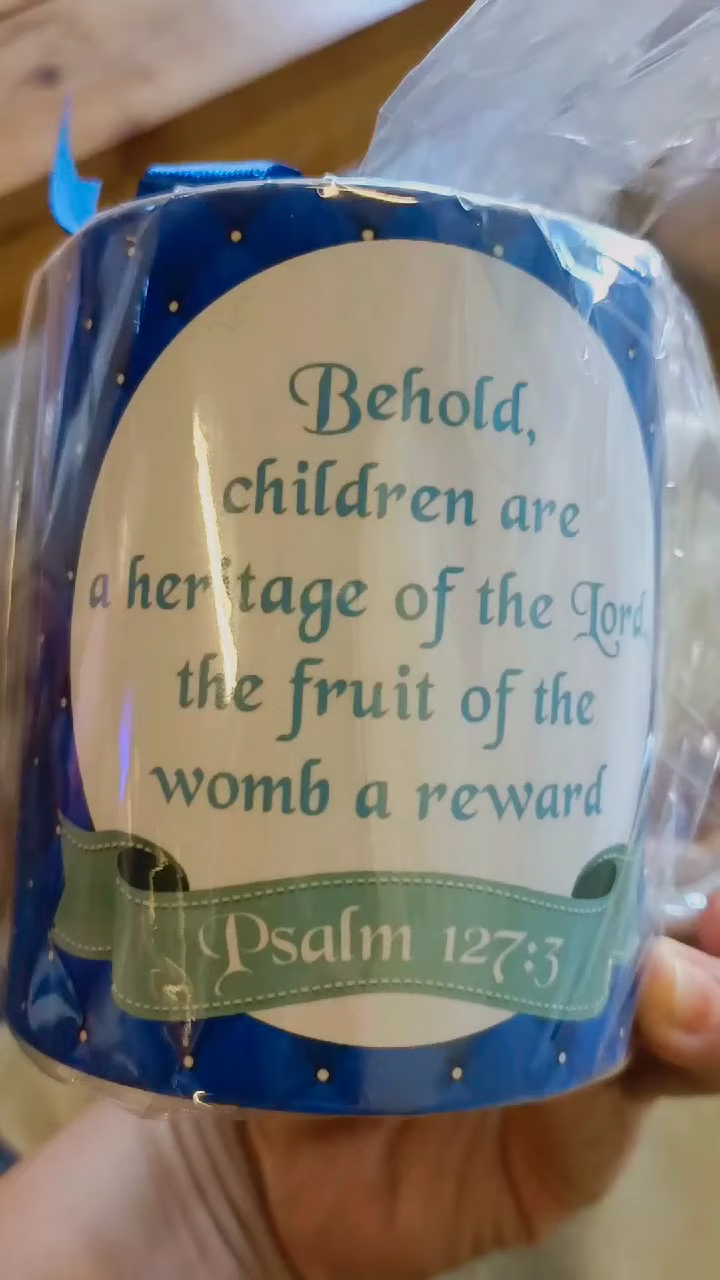 Behold,
children are
a heritage of the Lord,
the fruit of the
womb a reward
Psalm 127:3